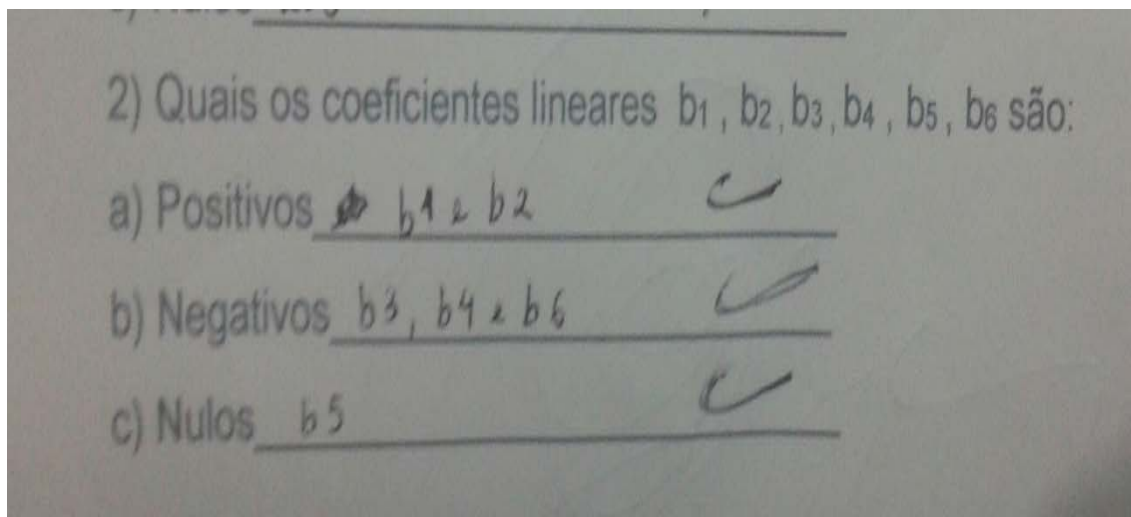 2) Quais os coeficientes lineares b1 , b2, b3, b4 , b5 , b6 são:
a) Positivos b1 e b2
b) Negativos b3, b4 e b6
c) Nulos b5